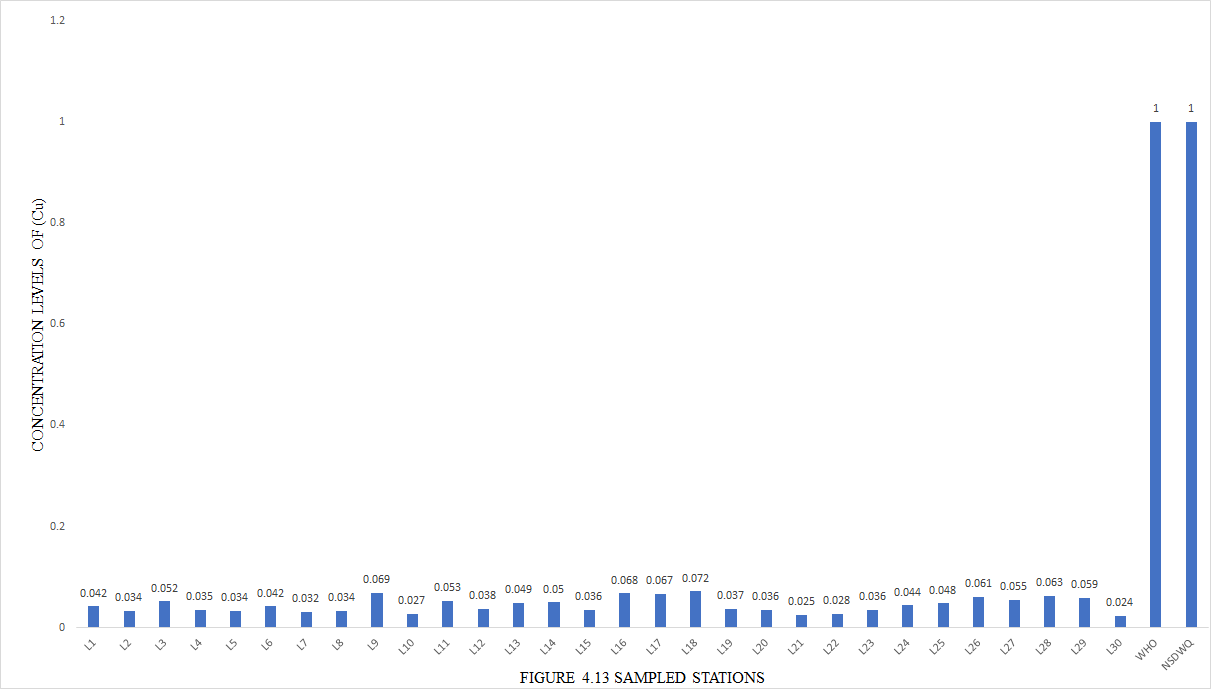 1.2
1
0.8
0.6
0.4
0.2
0
CONCENTRATION LEVELS OF (Cu)
0.042 0.034 0.052 0.035 0.034 0.042 0.032 0.034 0.069 0.027 0.053 0.038 0.049 0.05 0.036 0.068 0.067 0.072 0.037 0.036 0.025 0.028 0.036 0.044 0.048 0.061 0.055 0.063 0.059 0.024 1 1
L1 L2 L3 L4 L5 L6 L7 L8 L9 L10 L11 L12 L13 L14 L15 L16 L17 L18 L19 L20 L21 L22 L23 L24 L25 L26 L27 L28 L29 L30 WHO NSDWQ
FIGURE 4.13 SAMPLED STATIONS